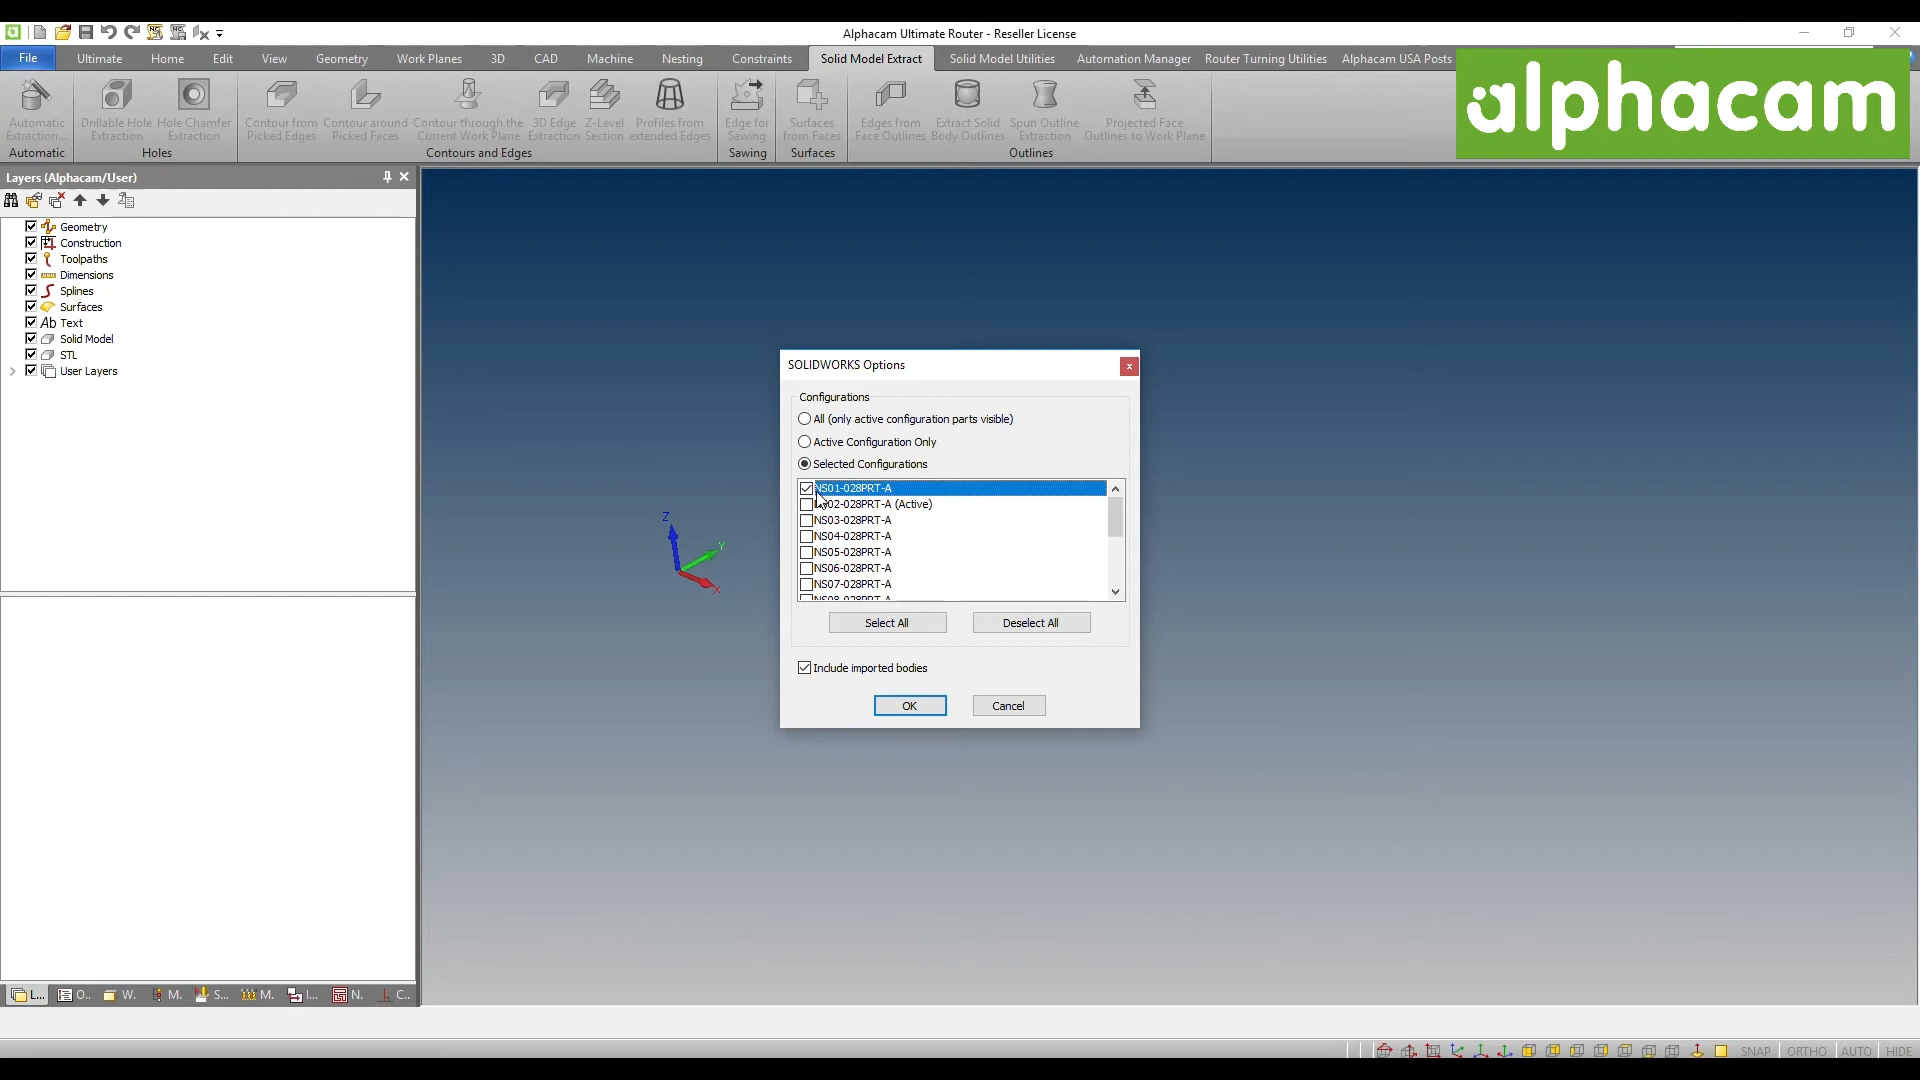 Alphacam Ultimate Router - Reseller License
File
Ultimate
Home
Edit
View
Geometry
Work Planes
3D
CAD
Machine
Nesting
Constraints
Solid Model Extract
Solid Model Utilities
Automation Manager
Router Turning Utilities
Alphacam USA Posts
alphacam
Automatic Extraction...
Drillable Hole Extraction
Hole Chamfer Extraction
Contour from Picked Edges
Contour around Picked Faces
Contour through the Current Work Plane
3D Edge Extraction
Z-Level Section
Profiles from extended Edges
Edge for Sawing
Surfaces from Faces
Edges from Face Outlines
Extract Solid Body Outlines
Spun Outline Extraction
Projected Face Outlines to Work Plane
Automatic
Holes
Contours and Edges
Sawing
Surfaces
Outlines
Layers (Alphacam/User)
Geometry
Construction
Toolpaths
Dimensions
Splines
Surfaces
Ab Text
Solid Model
STL
User Layers
Z
Y
X
SOLIDWORKS Options
x
Configurations
All (only active configuration parts visible)
Active Configuration Only
Selected Configurations
NS01-028PRT-A
NS02-028PRT-A (Active)
NS03-028PRT-A
NS04-028PRT-A
NS05-028PRT-A
NS06-028PRT-A
NS07-028PRT-A
NS08-028PRT-A
Select All
Deselect All
Include imported bodies
OK
Cancel
L...
O..
W.
M.
S...
M.
I...
N.
C..
SNAP
ORTHO
AUTO
HIDE